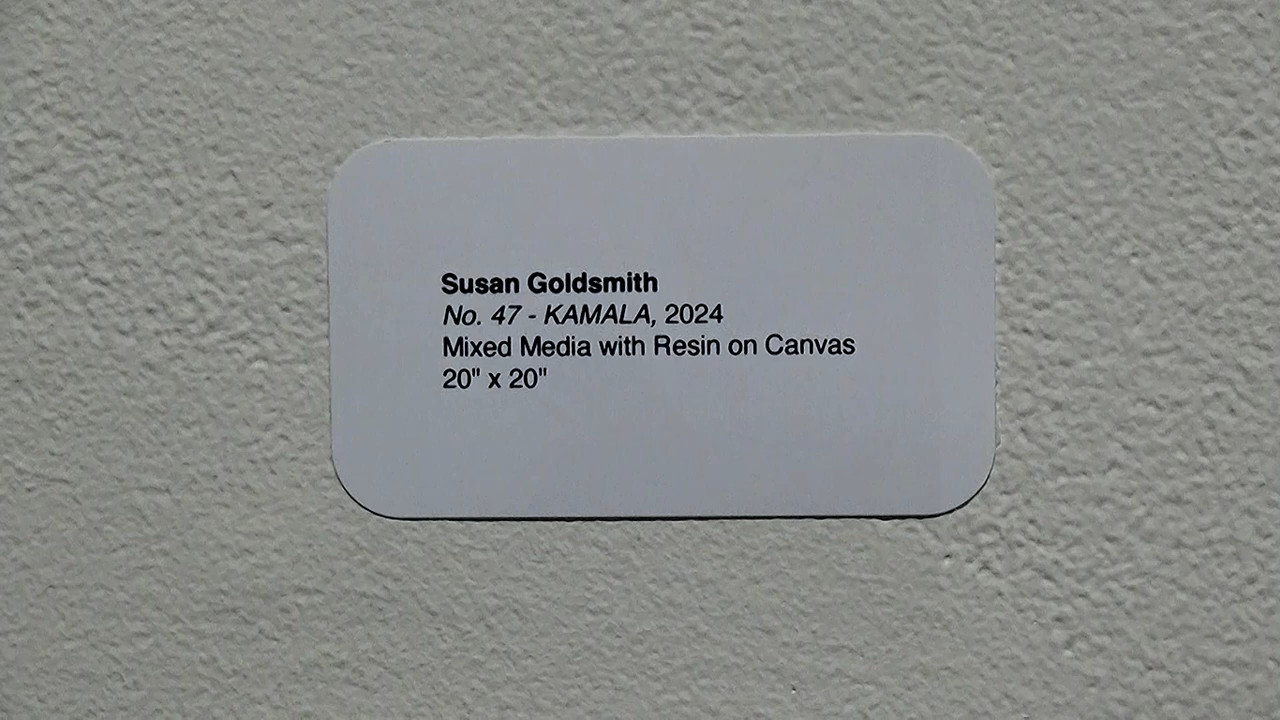 Susan Goldsmith
No. 47 - KAMALA, 2024
Mixed Media with Resin on Canvas
20" x 20"